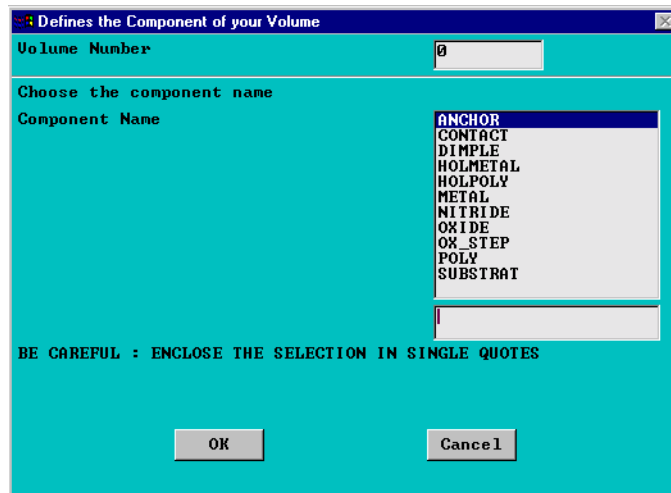 Defines the Component of your Volume
Volume Number
0
Choose the component name
Component Name
ANCHOR
CONTACT
DIMPLE
HOLMETAL
HOLPOLY
METAL
NITRIDE
OXIDE
OX_STEP
POLY
SUBSTRAT
BE CAREFUL : ENCLOSE THE SELECTION IN SINGLE QUOTES
OK
Cancel